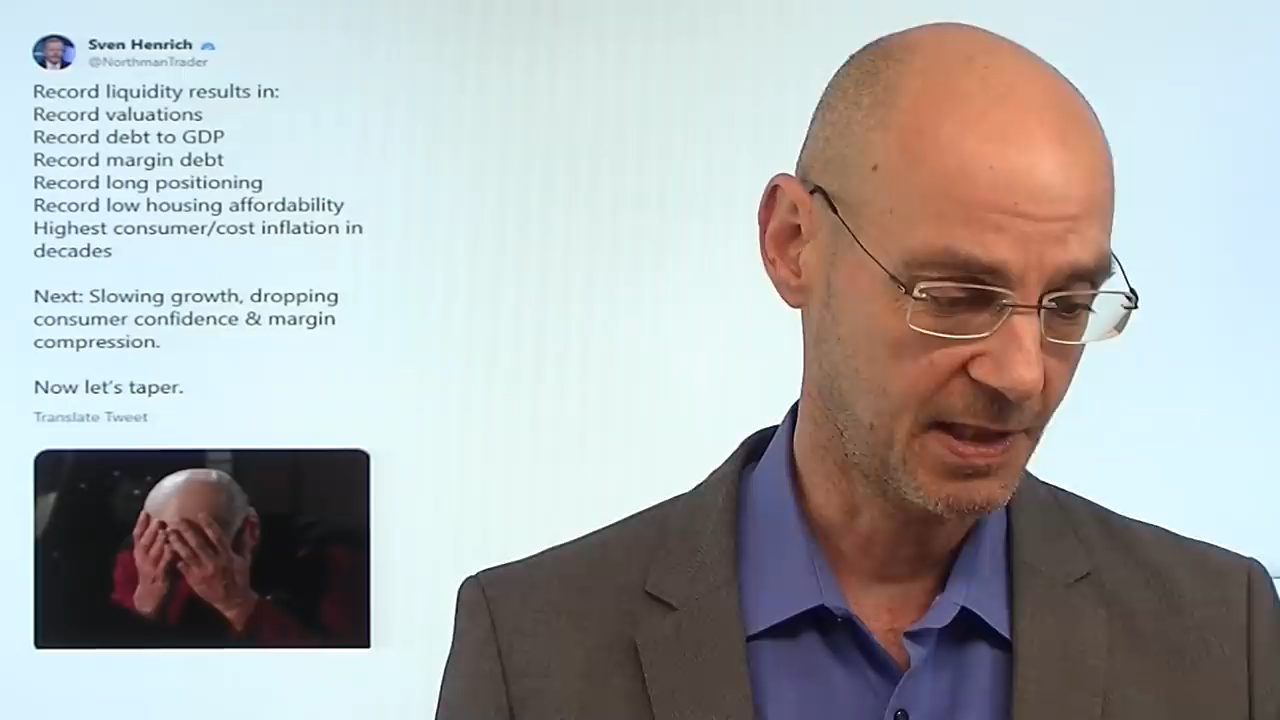 Sven Henrich
@NorthmanTrader
Record liquidity results in:
Record valuations
Record debt to GDP
Record margin debt
Record long positioning
Record low housing affordability
Highest consumer/cost inflation in
decades
Next: Slowing growth, dropping
consumer confidence & margin
compression.
Now let's taper.
Translate Tweet